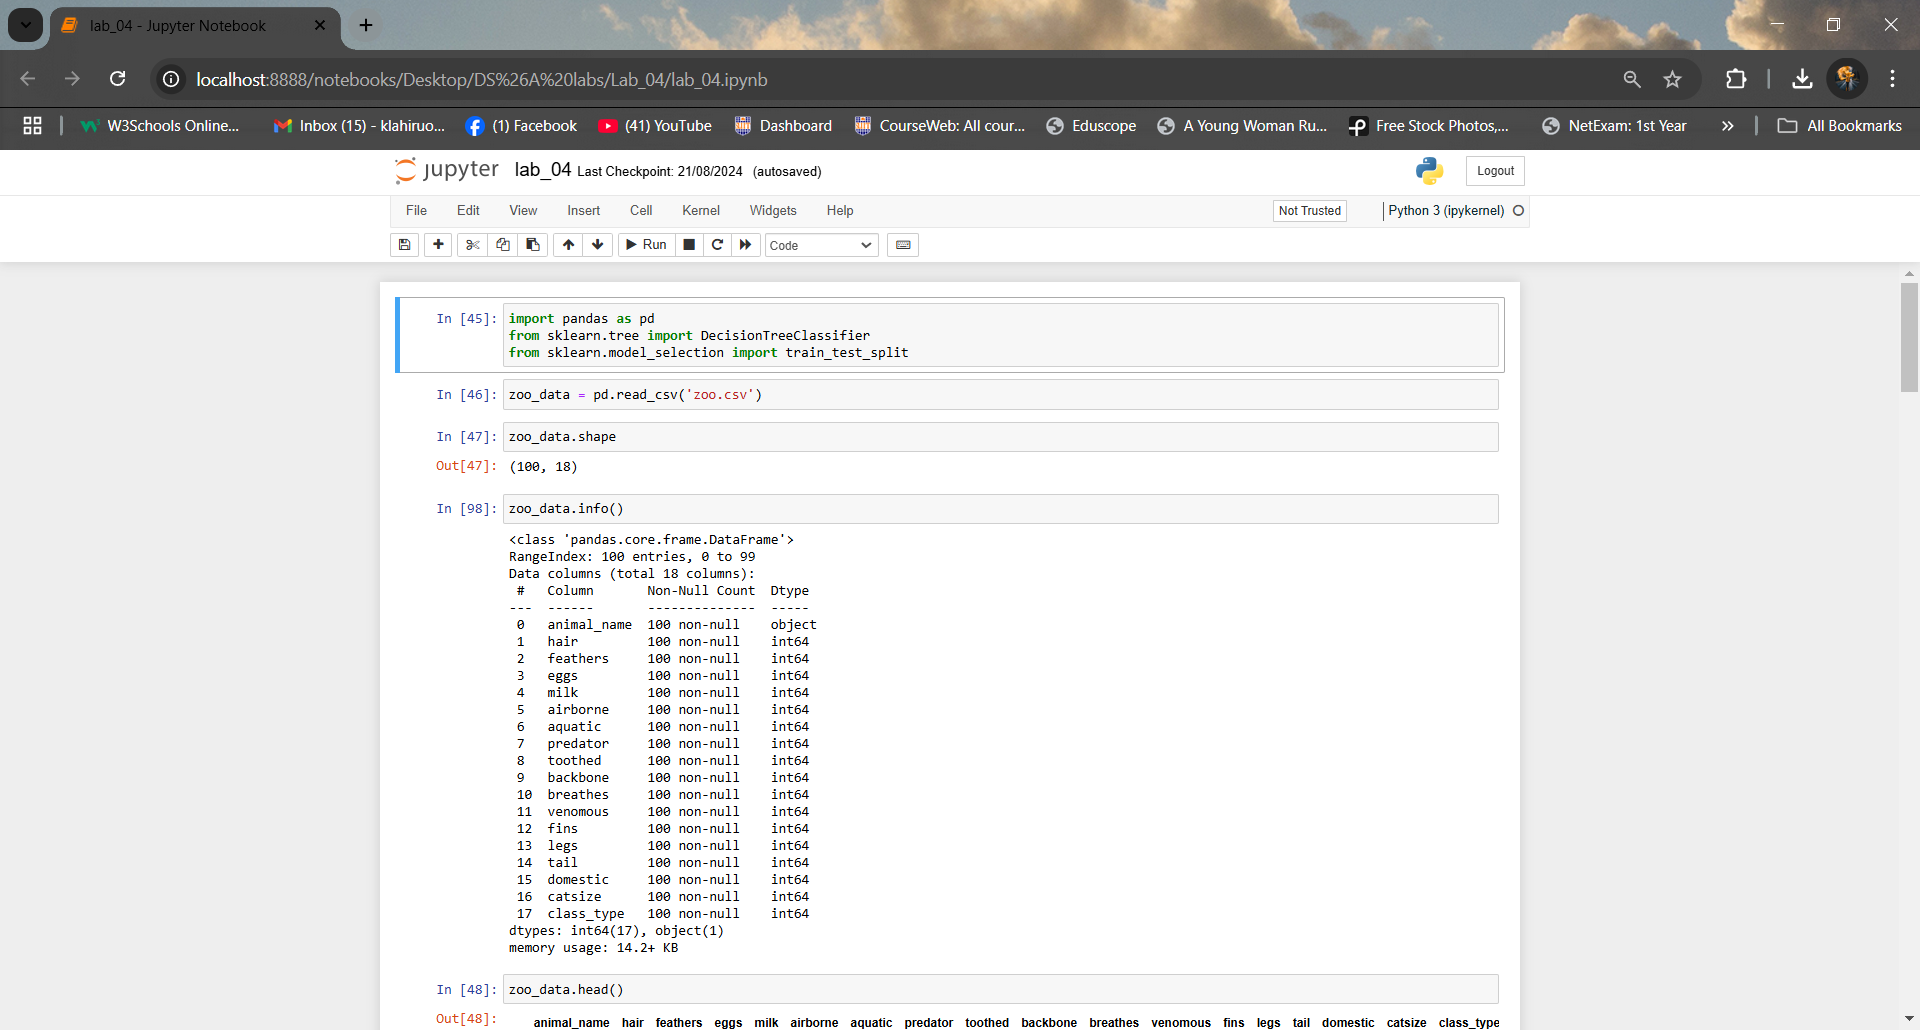 lab_04 - Jupyter Notebook
localhost:8888/notebooks/Desktop/DS%26A%20labs/Lab_04/lab_04.ipynb
W3Schools Online... Inbox (15) - klahiruo... (1) Facebook (41) YouTube Dashboard CourseWeb: All cour... Eduscope A Young Woman Ru... Free Stock Photos,... NetExam: 1st Year » All Bookmarks
jupyter lab_04 Last Checkpoint: 21/08/2024 (autosaved) Logout
File Edit View Insert Cell Kernel Widgets Help Not Trusted Python 3 (ipykernel)
Run Code
In [45]: import pandas as pd
from sklearn.tree import DecisionTreeClassifier
from sklearn.model_selection import train_test_split
In [46]: zoo_data = pd.read_csv('zoo.csv')
In [47]: zoo_data.shape
Out[47]: (100, 18)
In [98]: zoo_data.info()
<class 'pandas.core.frame.DataFrame'>
RangeIndex: 100 entries, 0 to 99
Data columns (total 18 columns):
# Column Non-Null Count Dtype
--- ------ -------------- -----
0 animal_name 100 non-null object
1 hair 100 non-null int64
2 feathers 100 non-null int64
3 eggs 100 non-null int64
4 milk 100 non-null int64
5 airborne 100 non-null int64
6 aquatic 100 non-null int64
7 predator 100 non-null int64
8 toothed 100 non-null int64
9 backbone 100 non-null int64
10 breathes 100 non-null int64
11 venomous 100 non-null int64
12 fins 100 non-null int64
13 legs 100 non-null int64
14 tail 100 non-null int64
15 domestic 100 non-null int64
16 catsize 100 non-null int64
17 class_type 100 non-null int64
dtypes: int64(17), object(1)
memory usage: 14.2+ KB
In [48]: zoo_data.head()
Out[48]: animal_name hair feathers eggs milk airborne aquatic predator toothed backbone breathes venomous fins legs tail domestic catsize class_type